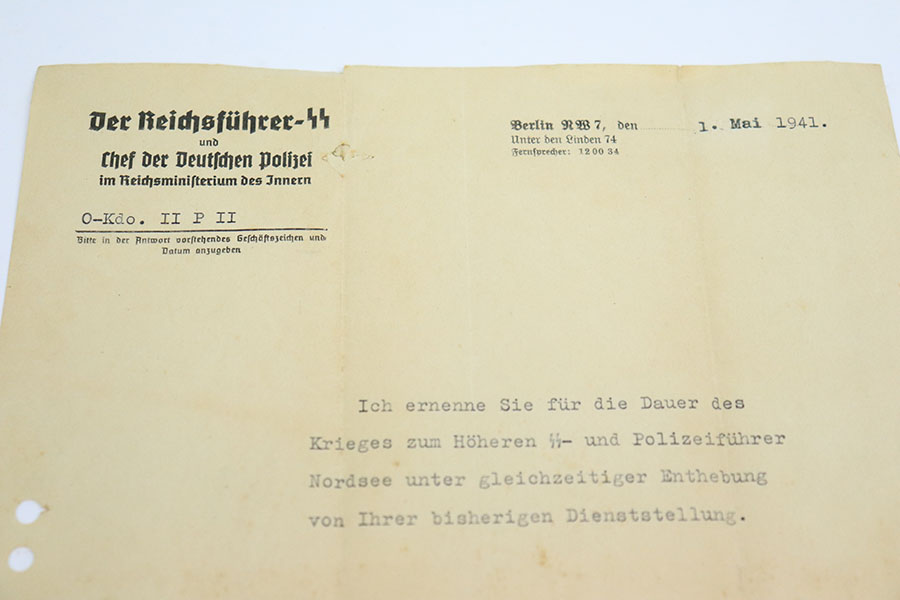 Der Reichsführer-SS
und
Chef der Deutschen Polizei
im Reichsministerium des Innern
O-Kdo. II P II
Bitte in der Antwort vorstehendes Geschäftszeichen und
Datum anzugeben
Berlin NW 7, den 1. Mai 1941.
Unter den Linden 74
Fernsprecher: 12 00 34
Ich ernenne Sie für die Dauer des
Krieges zum Höheren SS- und Polizeiführer
Nordsee unter gleichzeitiger Enthebung
von Ihrer bisherigen Dienststellung.